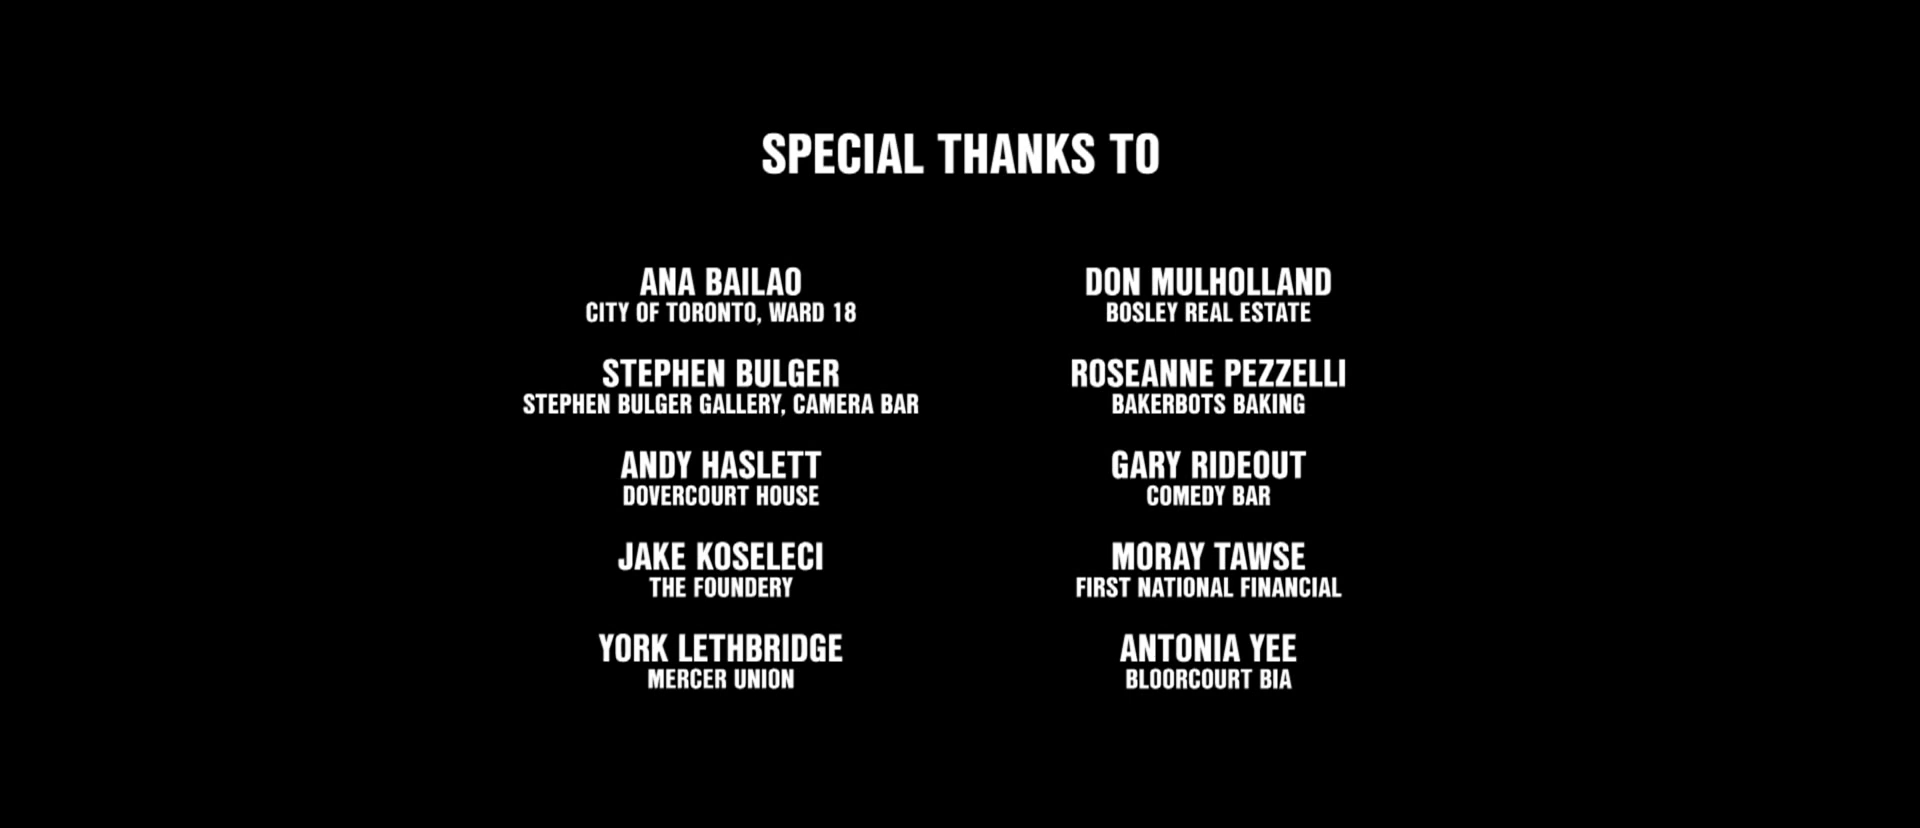 SPECIAL THANKS TO
ANA BAILAO
CITY OF TORONTO, WARD 18
STEPHEN BULGER
STEPHEN BULGER GALLERY, CAMERA BAR
ANDY HASLETT
DOVERCOURT HOUSE
JAKE KOSELECI
THE FOUNDERY
YORK LETHBRIDGE
MERCER UNION
DON MULHOLLAND
BOSLEY REAL ESTATE
ROSEANNE PEZZELLI
BAKERBOTS BAKING
GARY RIDEOUT
COMEDY BAR
MORAY TAWSE
FIRST NATIONAL FINANCIAL
ANTONIA YEE
BLOORCOURT BIA